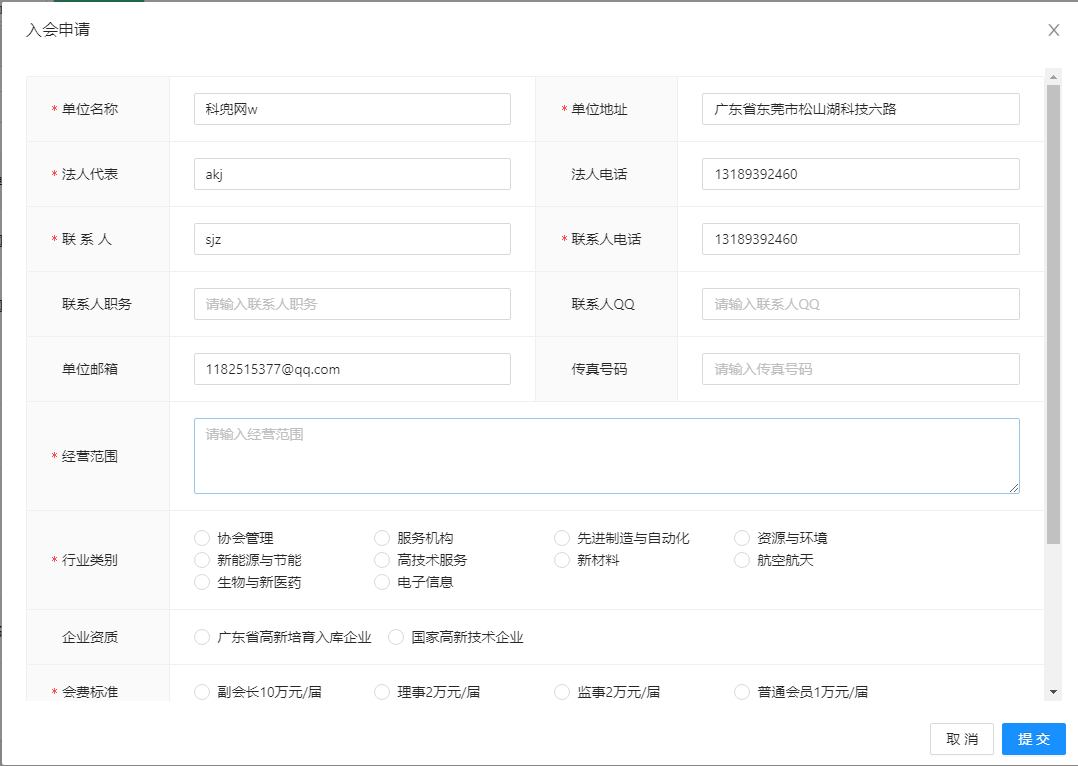 入会申请
* 单位名称 科兜网w * 单位地址 广东省东莞市松山湖科技六路
* 法人代表 akj 法人电话 13189392460
* 联 系 人 sjz * 联系人电话 13189392460
联系人职务 请输入联系人职务 联系人QQ 请输入联系人QQ
单位邮箱 1182515377@qq.com 传真号码 请输入传真号码
* 经营范围 请输入经营范围
* 行业类别 协会管理 服务机构 先进制造与自动化 资源与环境
新能源与节能 高技术服务 新材料 航空航天
生物与新医药 电子信息
企业资质 广东省高新培育入库企业 国家高新技术企业
* 会费标准 副会长10万元/届 理事2万元/届 监事2万元/届 普通会员1万元/届
取 消 提 交